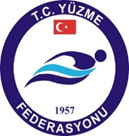 T.C. YÜZME
1957
FEDERASYONU